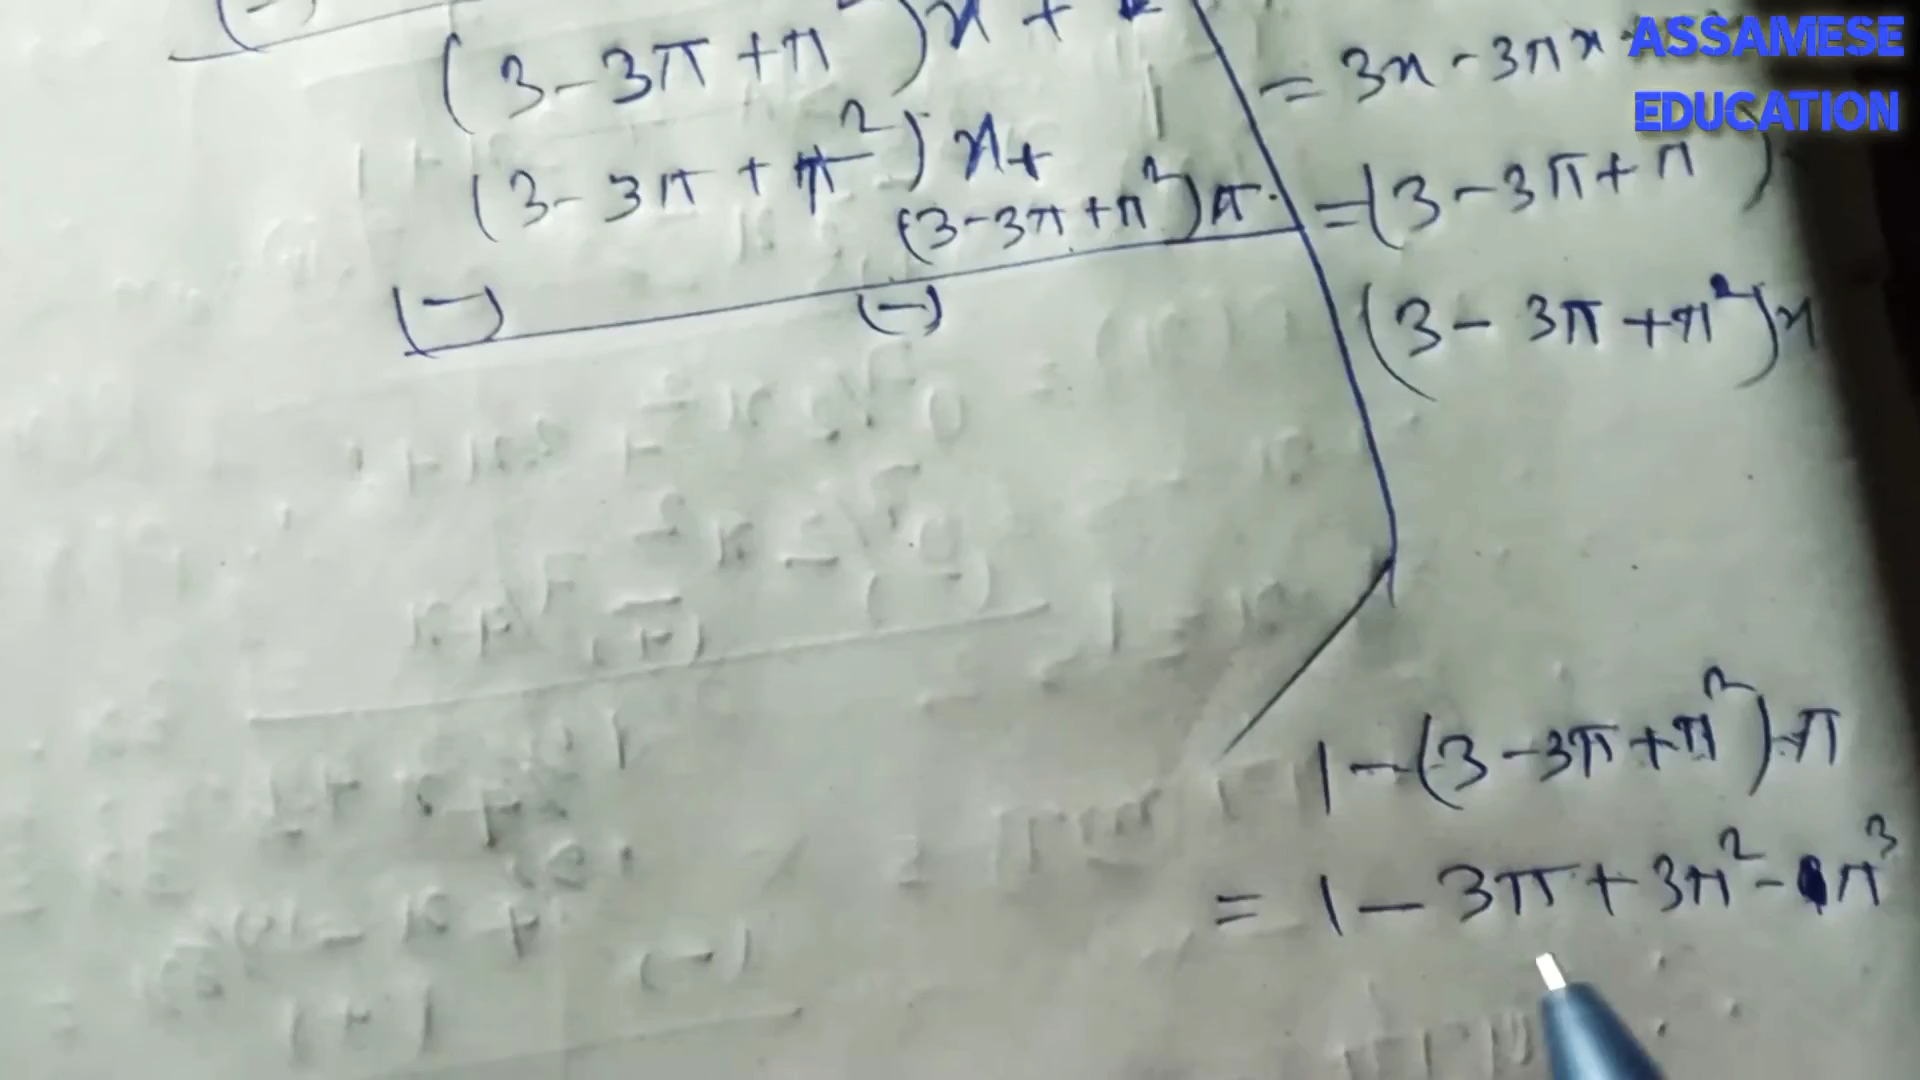 (3-3π+π²)x+
(3-3π+π²)x+
(3-3π+π²)π.
(-) (-)
= 3x-3πx
=(3-3π+π
(3-3π+π²)x
1-(3-3π+π²).π
= 1-3π+3π²-π³
ASSAMESE
EDUCATION